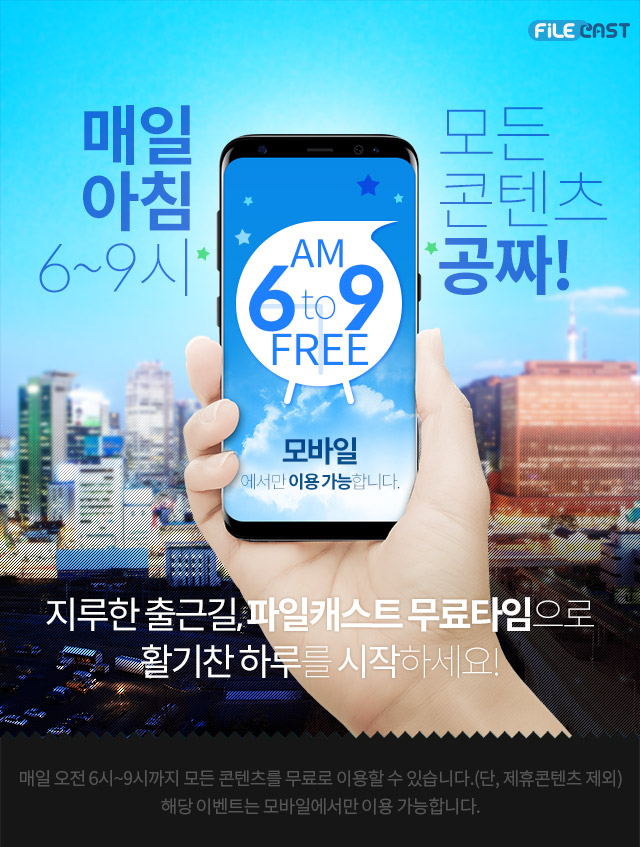 FiLECAST
매일
아침
6~9시
모든
콘텐츠
공짜!
AM
6 to 9
FREE
모바일
에서만 이용 가능합니다.
지루한 출근길, 파일캐스트 무료타임으로
활기찬 하루를 시작하세요!
매일 오전 6시~9시까지 모든 콘텐츠를 무료로 이용할 수 있습니다.(단, 제휴콘텐츠 제외)
해당 이벤트는 모바일에서만 이용 가능합니다.